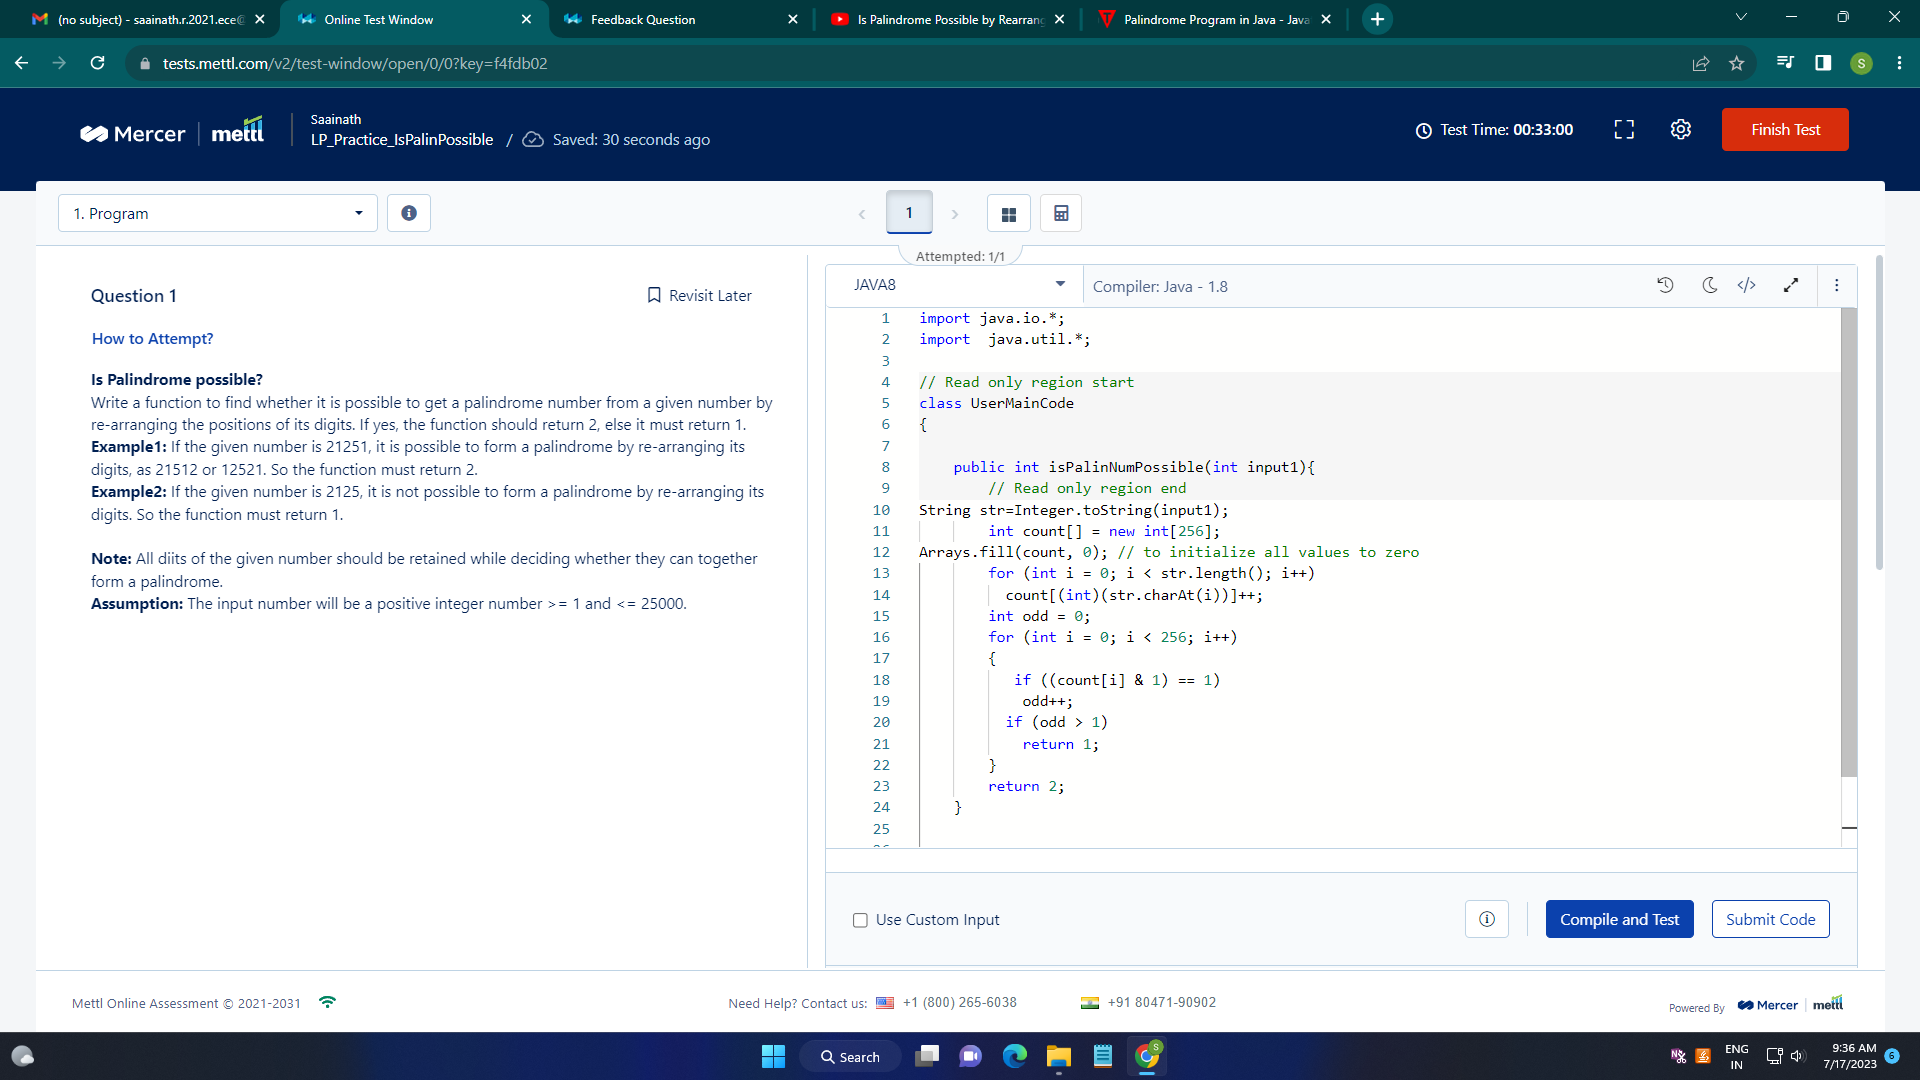 (no subject) - saainath.r.2021.ece@
Online Test Window
Feedback Question
Is Palindrome Possible by Rearran
Palindrome Program in Java - Java
tests.mettl.com/v2/test-window/open/0/0?key=f4fdb02
S
Mercer | mettl
Saainath
LP_Practice_IsPalinPossible / Saved: 30 seconds ago
Test Time: 00:33:00
Finish Test
1. Program
1
Attempted: 1/1
Question 1
Revisit Later
How to Attempt?
Is Palindrome possible?
Write a function to find whether it is possible to get a palindrome number from a given number by
re-arranging the positions of its digits. If yes, the function should return 2, else it must return 1.
Example1: If the given number is 21251, it is possible to form a palindrome by re-arranging its
digits, as 21512 or 12521. So the function must return 2.
Example2: If the given number is 2125, it is not possible to form a palindrome by re-arranging its
digits. So the function must return 1.
Note: All diits of the given number should be retained while deciding whether they can together
form a palindrome.
Assumption: The input number will be a positive integer number >= 1 and <= 25000.
JAVA8
Compiler: Java - 1.8
1 import java.io.*;
2 import  java.util.*;
3
4 // Read only region start
5 class UserMainCode
6 {
7
8     public int isPalinNumPossible(int input1){
9         // Read only region end
10 String str=Integer.toString(input1);
11         int count[] = new int[256];
12 Arrays.fill(count, 0); // to initialize all values to zero
13         for (int i = 0; i < str.length(); i++)
14           count[(int)(str.charAt(i))]++;
15         int odd = 0;
16         for (int i = 0; i < 256; i++)
17         {
18            if ((count[i] & 1) == 1)
19             odd++;
20           if (odd > 1)
21             return 1;
22         }
23         return 2;
24     }
25
Use Custom Input
Compile and Test
Submit Code
Mettl Online Assessment © 2021-2031
Need Help? Contact us: +1 (800) 265-6038
+91 80471-90902
Powered By Mercer | mettl
Search
S
ENG
IN
9:36 AM
7/17/2023
6